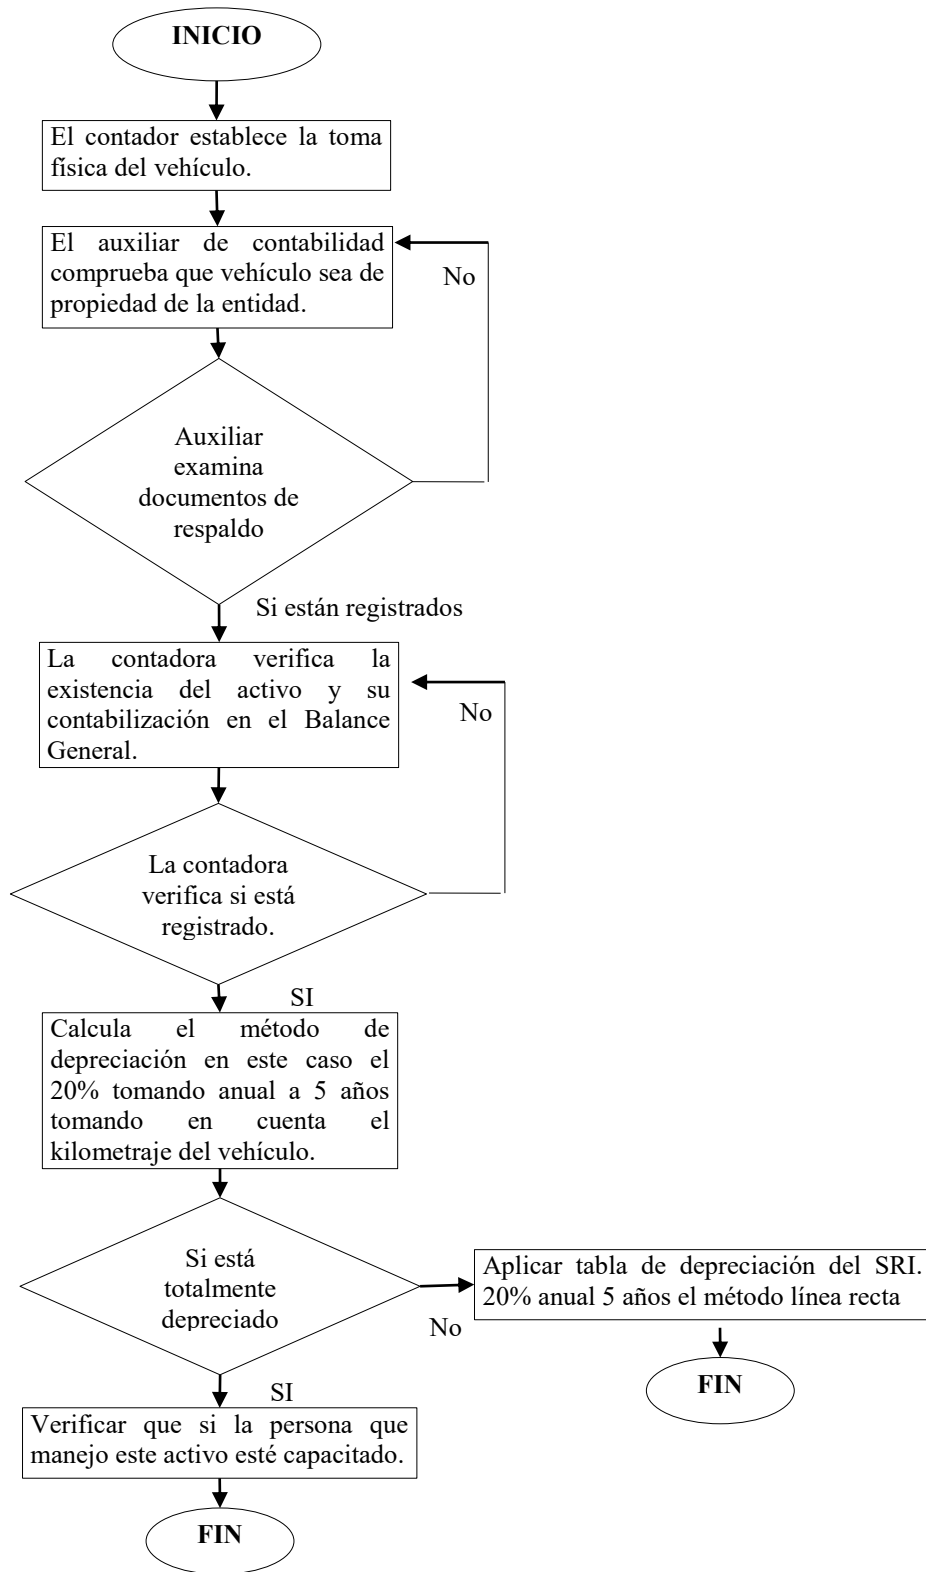 INICIO
El contador establece la toma
física del vehículo.
El auxiliar de contabilidad
comprueba que vehículo sea de
propiedad de la entidad.
No
Auxiliar
examina
documentos de
respaldo
Si están registrados
La contadora verifica la
existencia del activo y su
contabilización en el Balance
General.
No
La contadora
verifica si está
registrado.
SI
Calcula el método de
depreciación en este caso el
20% tomando anual a 5 años
tomando en cuenta el
kilometraje del vehículo.
Si está
totalmente
depreciado
No
Aplicar tabla de depreciación del SRI.
20% anual 5 años el método línea recta
FIN
SI
Verificar que si la persona que
manejo este activo esté capacitado.
FIN